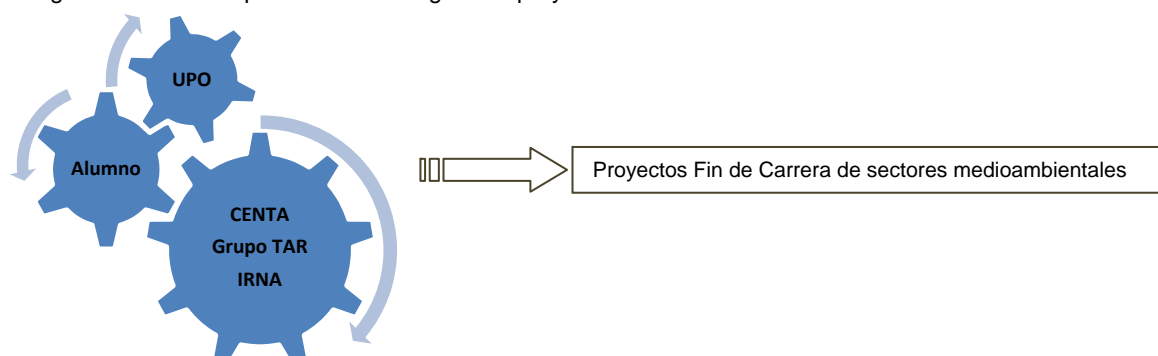 UPO
Alumno
CENTA
Grupo TAR
IRNA
Proyectos Fin de Carrera de sectores medioambientales